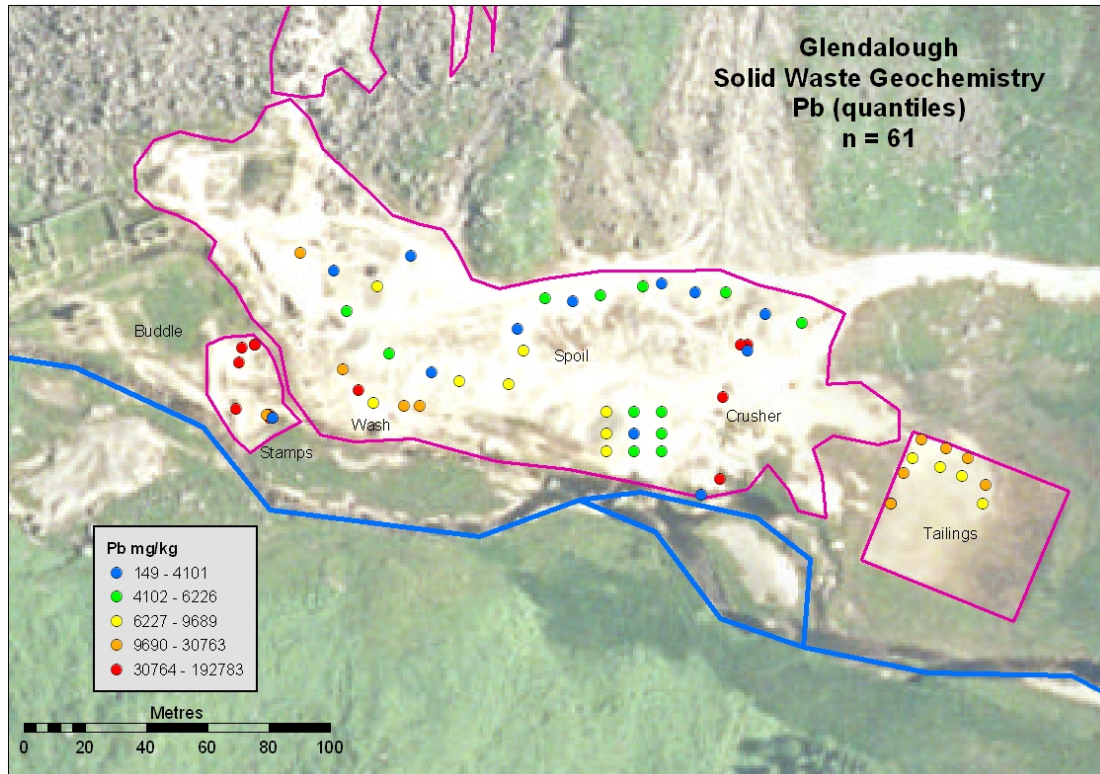 Glendalough
Solid Waste Geochemistry
Pb (quantiles)
n = 61
Buddle
Spoil
Wash
Crusher
Stamps
Tailings
Pb mg/kg
149 - 4101
4102 - 6226
6227 - 9689
9690 - 30763
30764 - 192783
Metres
0 20 40 60 80 100